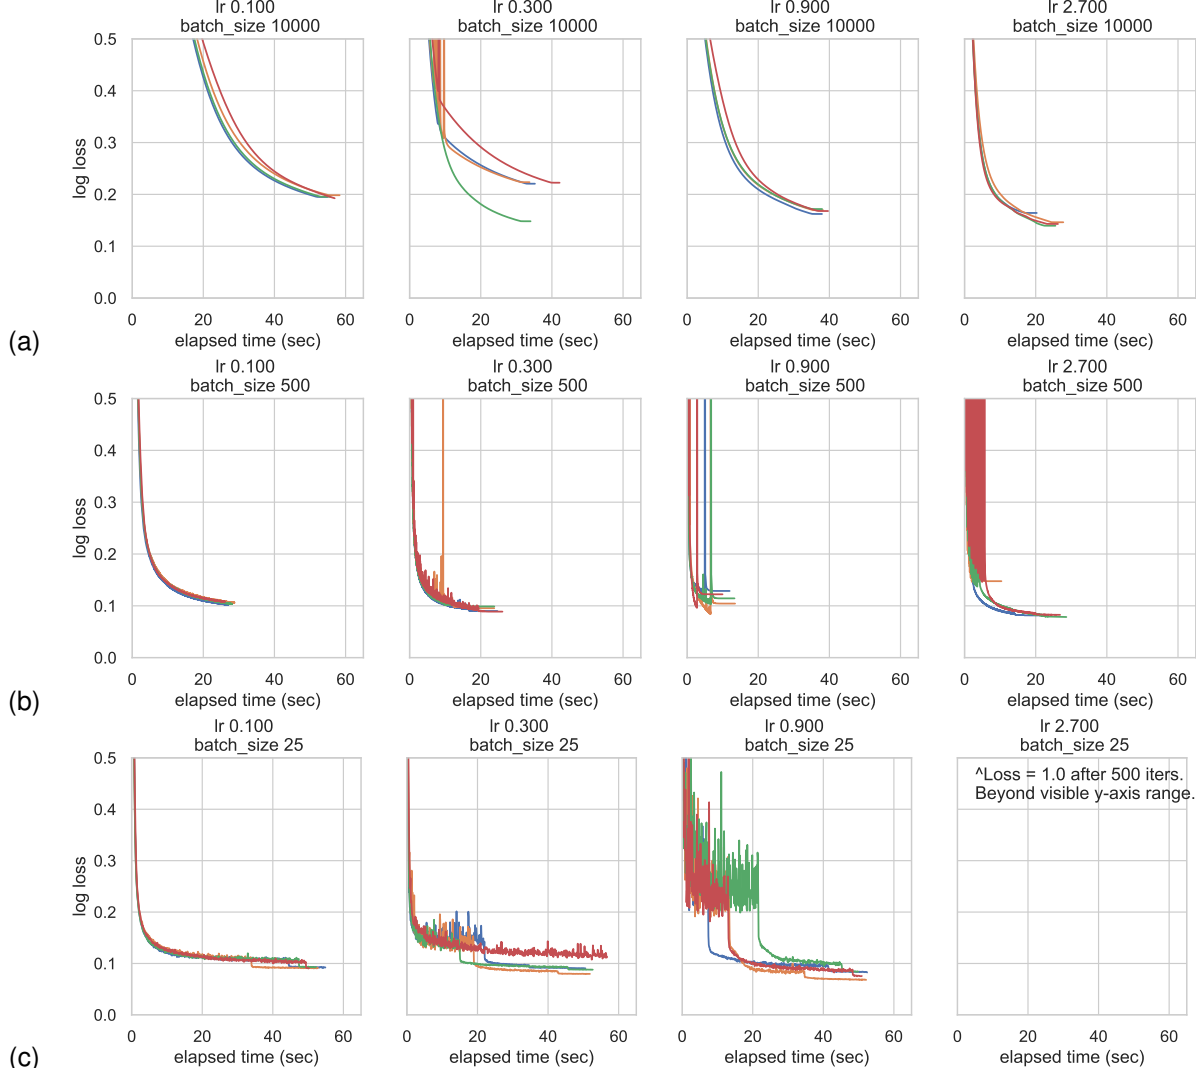 lr 0.100 lr 0.300 lr 0.900 lr 2.700
batch_size 10000 batch_size 10000 batch_size 10000 batch_size 10000
0.5
0.4
0.3
log loss
0.2
0.1
0.0
0 20 40 60 0 20 40 60 0 20 40 60 0 20 40 60
elapsed time (sec) elapsed time (sec) elapsed time (sec) elapsed time (sec)
(a)
lr 0.100 lr 0.300 lr 0.900 lr 2.700
batch_size 500 batch_size 500 batch_size 500 batch_size 500
0.5
0.4
0.3
log loss
0.2
0.1
0.0
0 20 40 60 0 20 40 60 0 20 40 60 0 20 40 60
elapsed time (sec) elapsed time (sec) elapsed time (sec) elapsed time (sec)
(b)
lr 0.100 lr 0.300 lr 0.900 lr 2.700
batch_size 25 batch_size 25 batch_size 25 batch_size 25
0.5
^Loss = 1.0 after 500 iters.
Beyond visible y-axis range.
0.4
0.3
log loss
0.2
0.1
0.0
0 20 40 60 0 20 40 60 0 20 40 60 0 20 40 60
elapsed time (sec) elapsed time (sec) elapsed time (sec) elapsed time (sec)
(c)